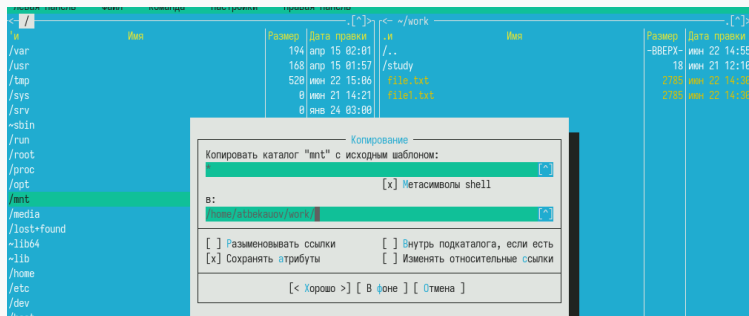 Левая панель Файл Команда Настройки Правая панель
<- / .[^]> <- ~/work .[^]>
'и Имя Размер Дата правки .и Имя Размер Дата правки
/var 194 апр 15 02:01 /.. -ВВЕРХ- июн 22 14:55
/usr 168 апр 15 01:57 /study 18 июн 21 12:10
/tmp 520 июн 22 15:06 file.txt 2785 июн 22
/sys 0 июн 21 14:21 file1.txt 2785 июн 22
/srv 0 янв 24 03:00
~sbin
/run
/root
/proc
/opt
/mnt
/media
/lost+found
~lib64
~lib
/home
/etc
/dev
Копирование
Копировать каталог "mnt" с исходным шаблоном:
* [^]
[x] Метасимволы shell
в:
/home/atbekauov/work/ [^]
[ ] Разыменовывать ссылки [ ] Внутрь подкаталога, если есть
[x] Сохранять атрибуты [ ] Изменять относительные ссылки
[< Хорошо >] [ В фоне ] [ Отмена ]